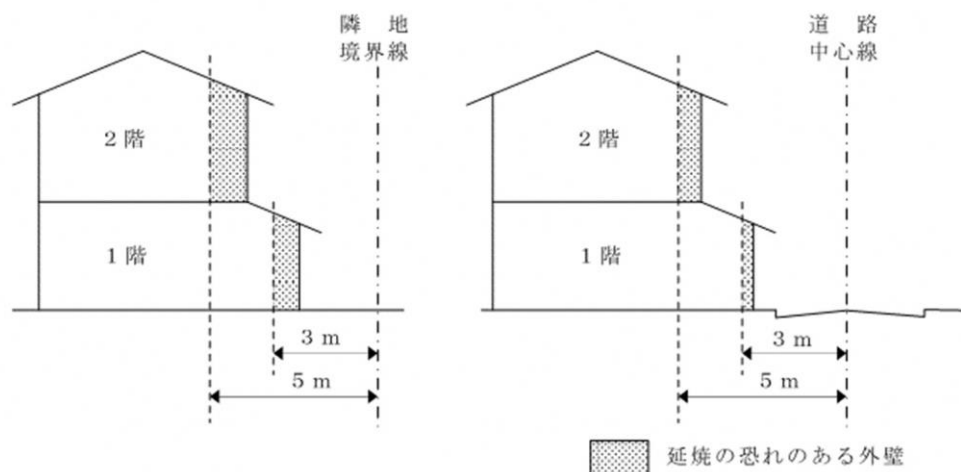 隣 地
境界線
2階
1階
3 m
5 m
道 路
中心線
2階
1階
3 m
5 m
延焼の恐れのある外壁